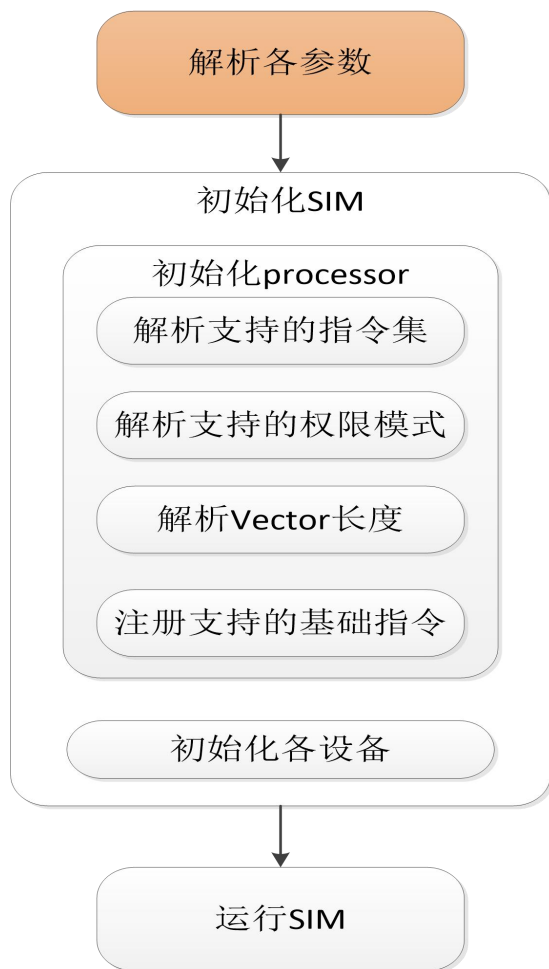 解析各参数
初始化SIM
初始化processor
解析支持的指令集
解析支持的权限模式
解析Vector长度
注册支持的基础指令
初始化各设备
运行SIM